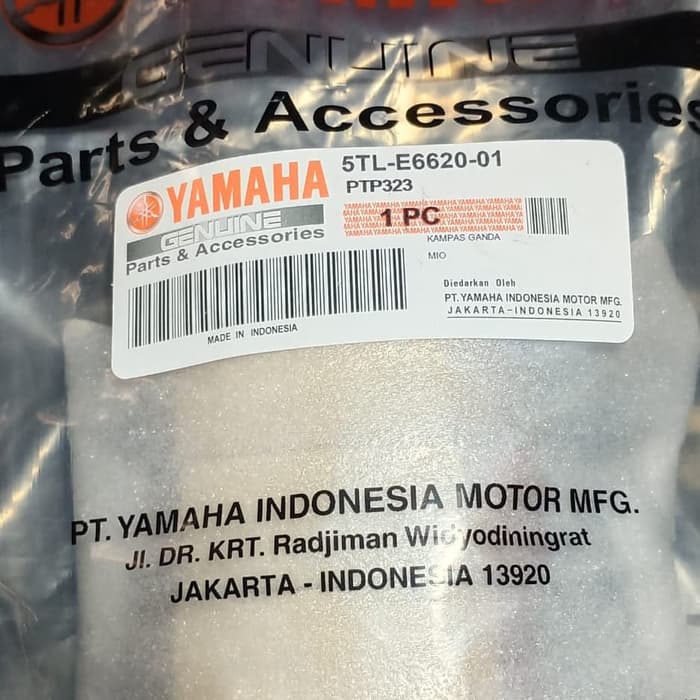 GENUINE
Parts & Accessories
YAMAHA
GENUINE
Parts & Accessories
5TL-E6620-01
PTP323
1 PC
KAMPAS GANDA
MIO
MADE IN INDONESIA
Diedarkan Oleh
PT.YAMAHA INDONESIA MOTOR MFG.
JAKARTA-INDONESIA 13920
PT. YAMAHA INDONESIA MOTOR MFG.
Jl. DR. KRT. Radjiman Widyodiningrat
JAKARTA - INDONESIA 13920